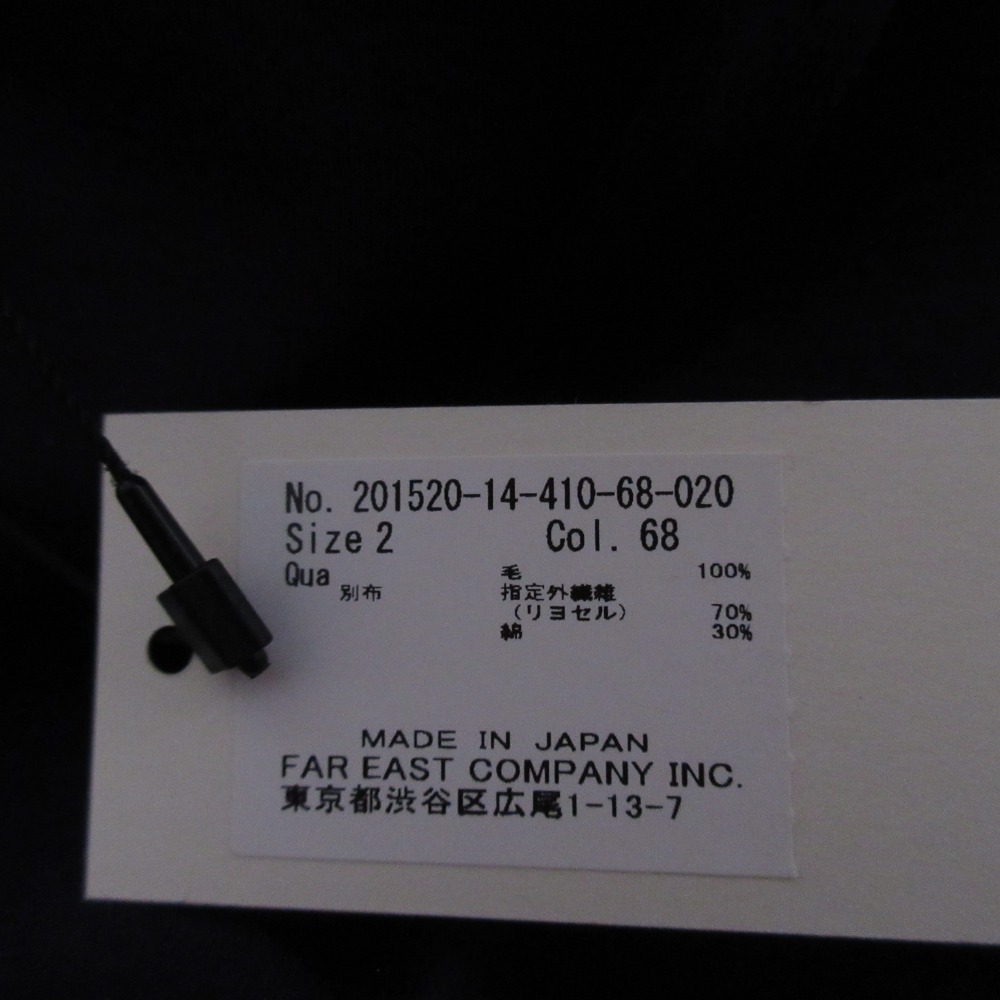 No. 201520-14-410-68-020
Size 2 Col. 68
Qua 毛 100%
別布 指定外繊維
（リヨセル） 70%
綿 30%
MADE IN JAPAN
FAR EAST COMPANY INC.
東京都渋谷区広尾1-13-7